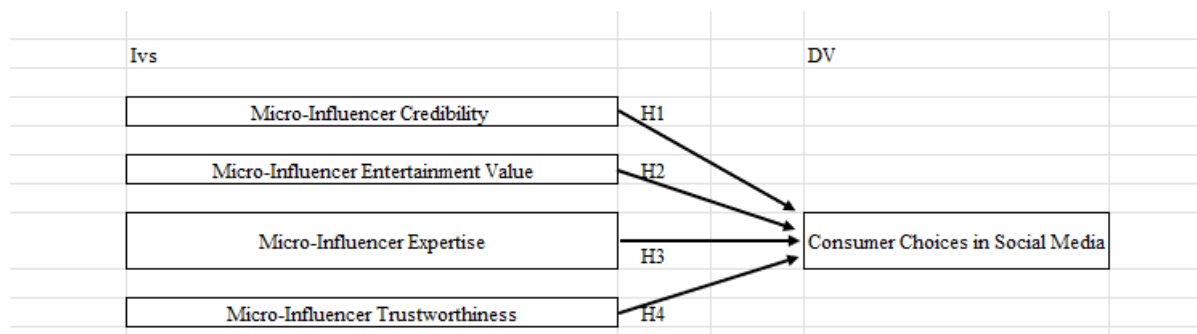 Ivs
DV
Micro-Influencer Credibility
H1
Micro-Influencer Entertainment Value
H2
Micro-Influencer Expertise
Consumer Choices in Social Media
H3
Micro-Influencer Trustworthiness
H4